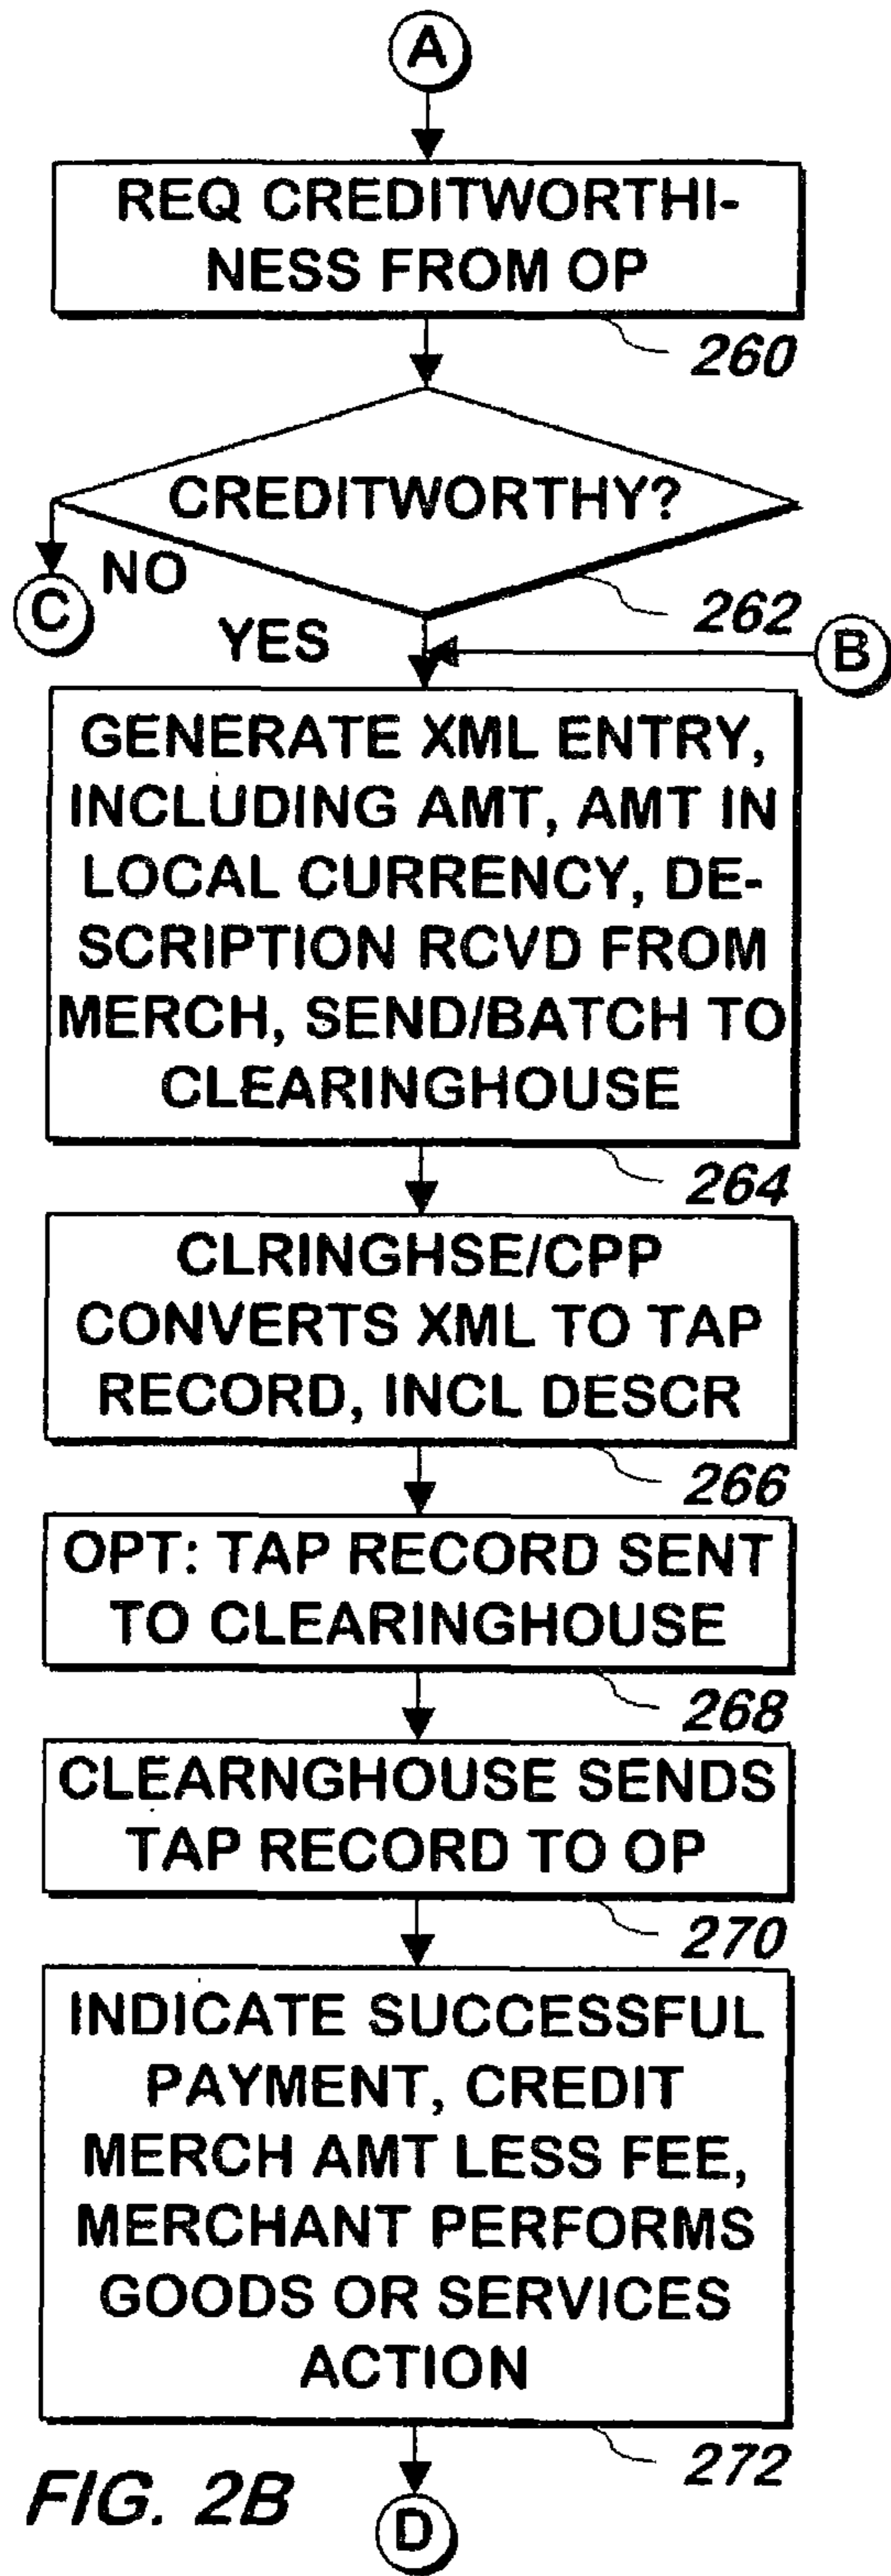 A
REQ CREDITWORTHI-
NESS FROM OP
260
CREDITWORTHY?
NO
C
262
YES
B
GENERATE XML ENTRY,
INCLUDING AMT, AMT IN
LOCAL CURRENCY, DE-
SCRIPTION RCVD FROM
MERCH, SEND/BATCH TO
CLEARINGHOUSE
264
CLRINGHSE/CPP
CONVERTS XML TO TAP
RECORD, INCL DESCR
266
OPT: TAP RECORD SENT
TO CLEARINGHOUSE
268
CLEARNGHOUSE SENDS
TAP RECORD TO OP
270
INDICATE SUCCESSFUL
PAYMENT, CREDIT
MERCH AMT LESS FEE,
MERCHANT PERFORMS
GOODS OR SERVICES
ACTION
272
FIG. 2B
D